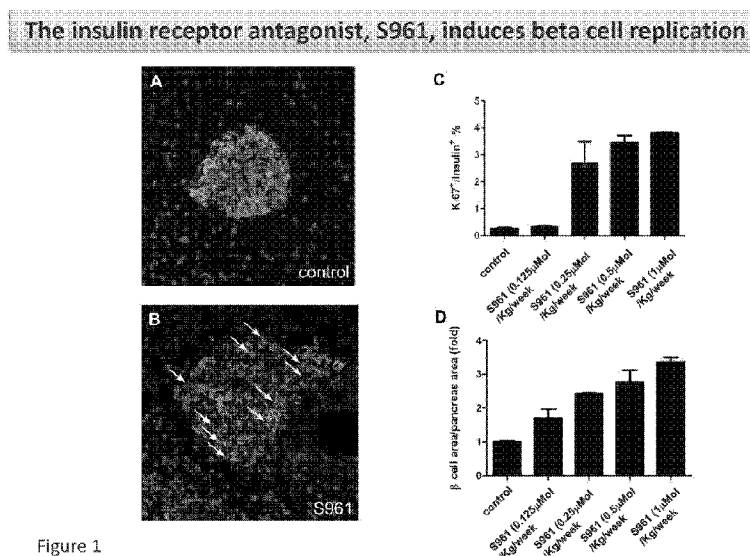 The insulin receptor antagonist, S961, induces beta cell replication
A
control
B
S961
C
Ki67+/Insulin+ %
5
4
3
2
1
0
control
S961 (0.125µMol
/Kg/week)
S961 (0.25µMol
/Kg/week)
S961 (0.5µMol
/Kg/week)
S961 (1µMol
/Kg/week)
D
β cell area/pancreas area (fold)
4
3
2
1
0
control
S961 (0.125µMol
/Kg/week)
S961 (0.25µMol
/Kg/week)
S961 (0.5µMol
/Kg/week)
S961 (1µMol
/Kg/week)
Figure 1